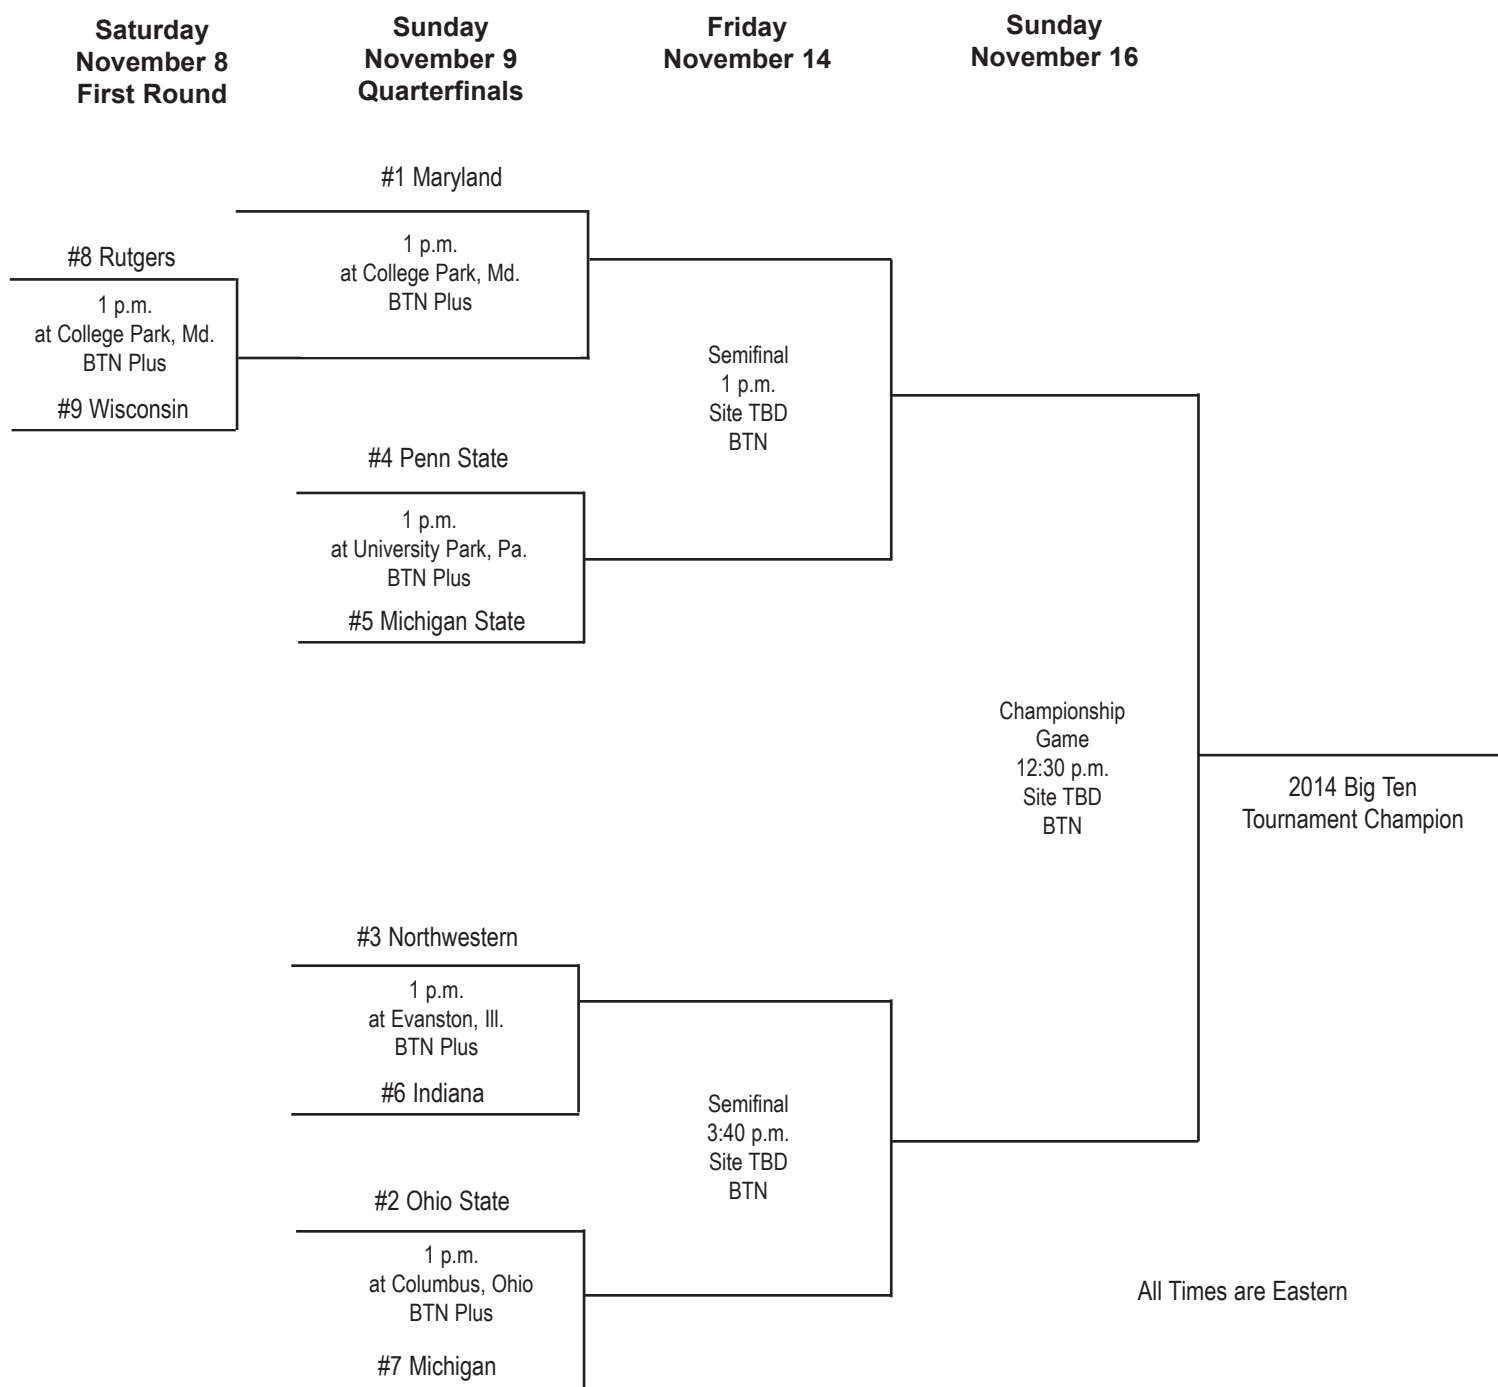 Saturday
November 8
First Round
Sunday
November 9
Quarterfinals
Friday
November 14
Sunday
November 16
#8 Rutgers
1 p.m.
at College Park, Md.
BTN Plus
#9 Wisconsin
#1 Maryland
1 p.m.
at College Park, Md.
BTN Plus
#4 Penn State
1 p.m.
at University Park, Pa.
BTN Plus
#5 Michigan State
#3 Northwestern
1 p.m.
at Evanston, Ill.
BTN Plus
#6 Indiana
#2 Ohio State
1 p.m.
at Columbus, Ohio
BTN Plus
#7 Michigan
Semifinal
1 p.m.
Site TBD
BTN
Semifinal
3:40 p.m.
Site TBD
BTN
Championship
Game
12:30 p.m.
Site TBD
BTN
2014 Big Ten
Tournament Champion
All Times are Eastern